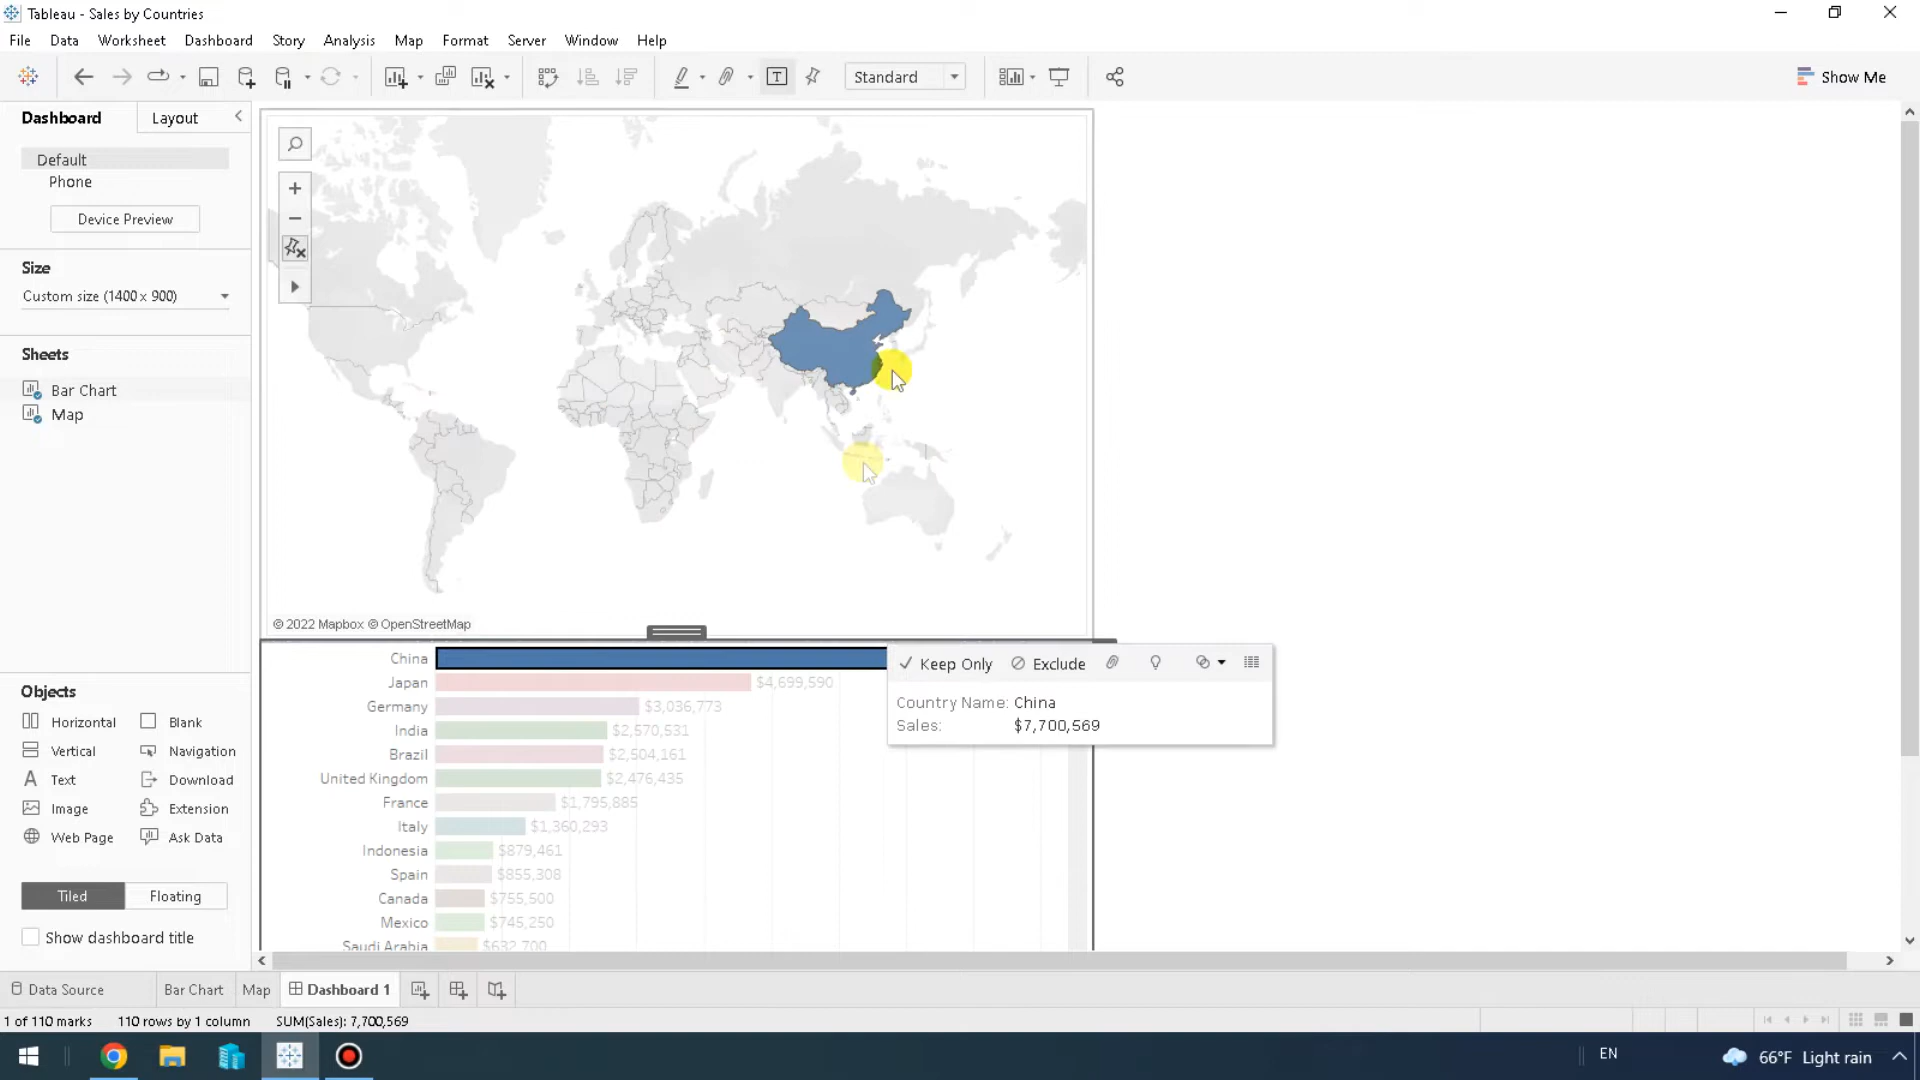 Tableau - Sales by Countries
File Data Worksheet Dashboard Story Analysis Map Format Server Window Help
Standard
Show Me
Dashboard Layout
Default
Phone
Device Preview
Size
Custom size (1400 x 900)
Sheets
Bar Chart
Map
© 2022 Mapbox © OpenStreetMap
China
Japan $4,699,590
Germany $3,036,773
India $2,570,531
Brazil $2,504,161
United Kingdom $2,476,435
France $1,795,885
Italy $1,360,293
Indonesia $879,461
Spain $855,308
Canada $755,500
Mexico $745,250
Saudi Arabia $632,700
Keep Only Exclude
Country Name: China
Sales: $7,700,569
Objects
Horizontal Blank
Vertical Navigation
A Text Download
Image Extension
Web Page Ask Data
Tiled Floating
Show dashboard title
Data Source Bar Chart Map Dashboard 1
1 of 110 marks 110 rows by 1 column SUM(Sales): 7,700,569
EN
66°F Light rain